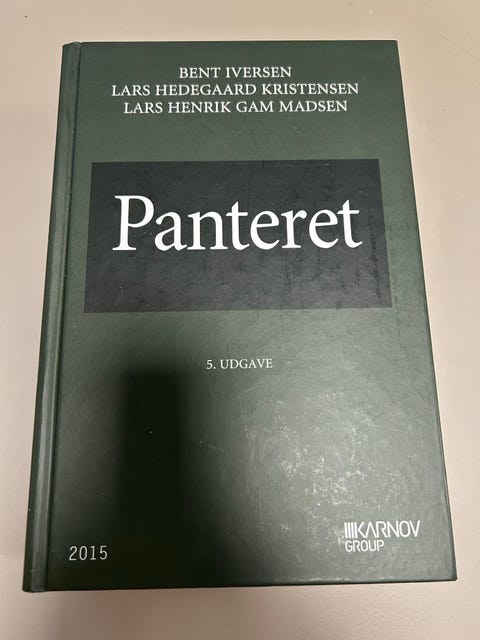 BENT IVERSEN
LARS HEDEGAARD KRISTENSEN
LARS HENRIK GAM MADSEN
Panteret
5. UDGAVE
KARNOV
GROUP
2015